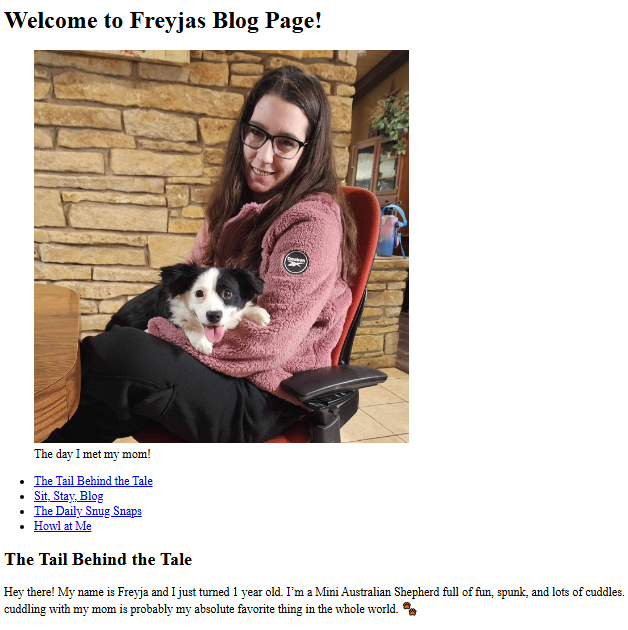 Welcome to Freyjas Blog Page!
Reebok
The day I met my mom!
The Tail Behind the Tale
Sit, Stay, Blog
The Daily Snug Snaps
Howl at Me
The Tail Behind the Tale
Hey there! My name is Freyja and I just turned 1 year old. I’m a Mini Australian Shepherd full of fun, spunk, and lots of cuddles.
cuddling with my mom is probably my absolute favorite thing in the whole world. 🐾